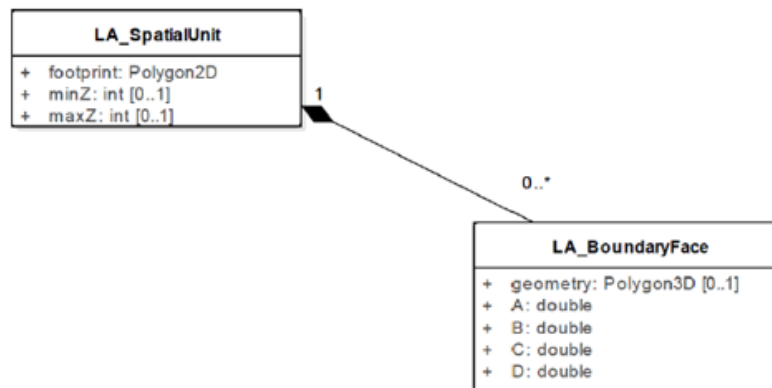 LA_SpatialUnit
+ footprint: Polygon2D
+ minZ: int [0..1]
+ maxZ: int [0..1]
1
0..*
LA_BoundaryFace
+ geometry: Polygon3D [0..1]
+ A: double
+ B: double
+ C: double
+ D: double